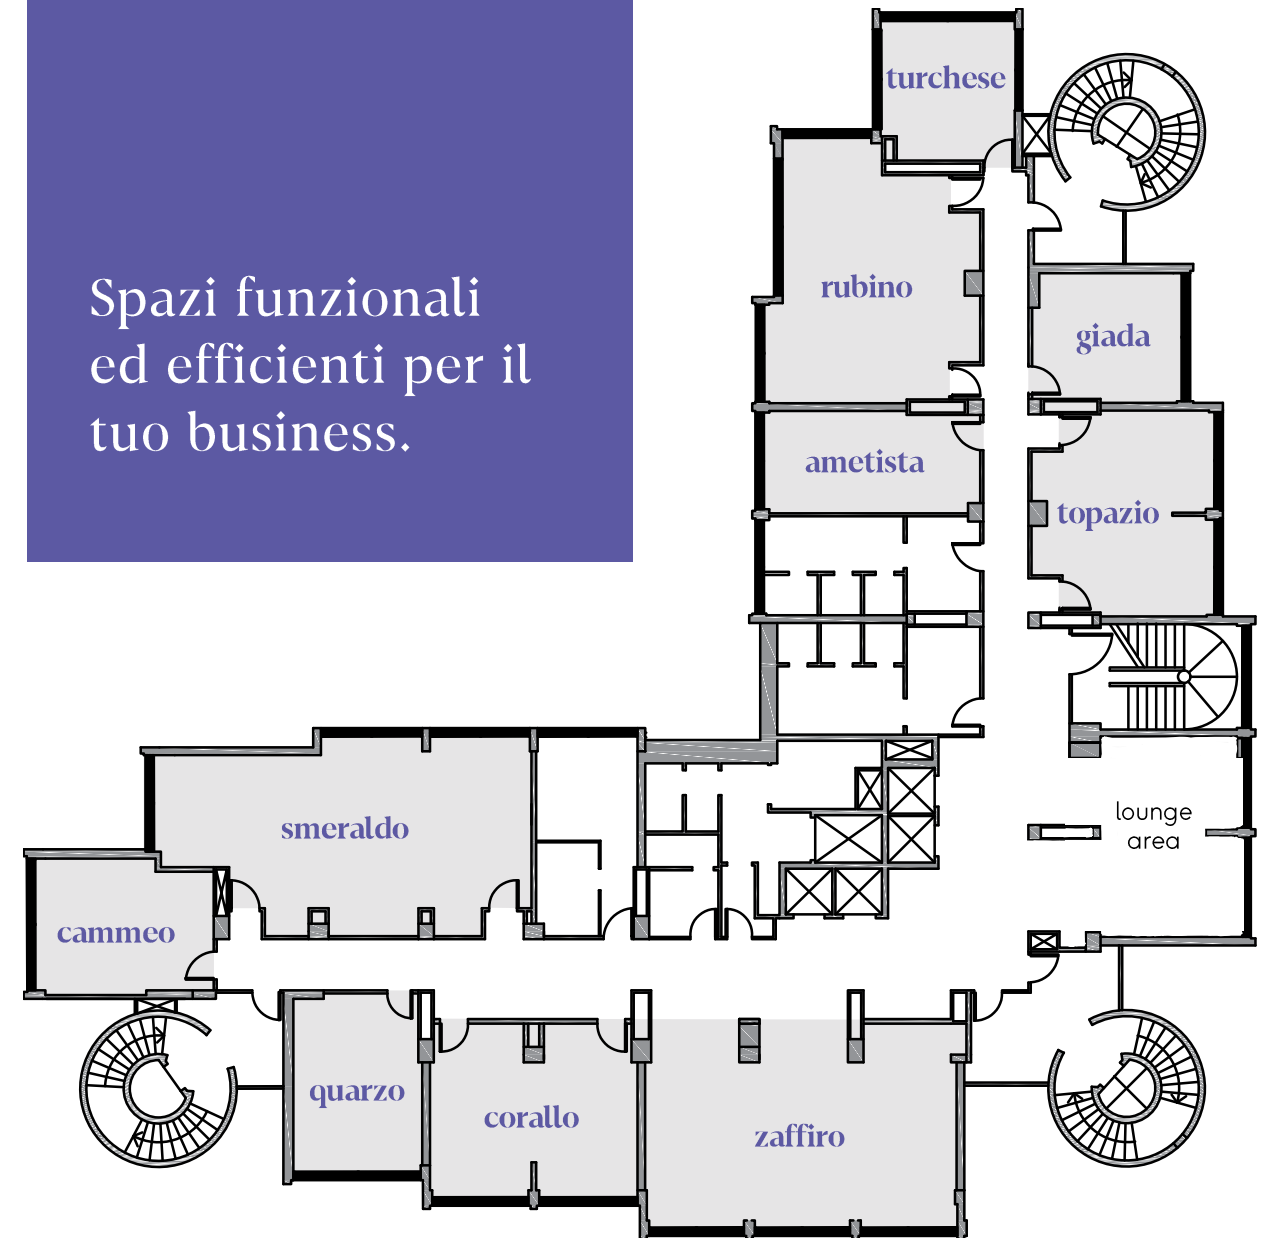 Spazi funzionali
ed efficienti per il
tuo business.
turchese
rubino
giada
ametista
topazio
lounge
area
smeraldo
cammeo
quarzo
corallo
zaffiro